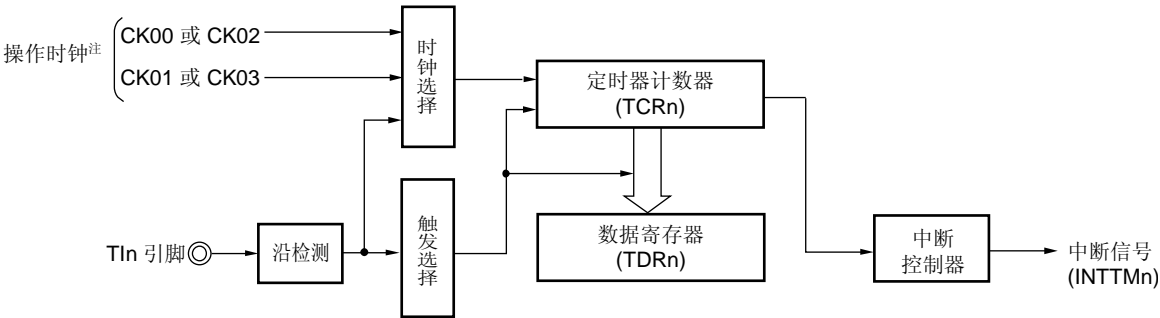 操作时钟注
CK00 或 CK02
CK01 或 CK03
时钟选择
定时器计数器
(TCRn)
TIn 引脚
沿检测
触发选择
数据寄存器
(TDRn)
中断
控制器
中断信号
(INTTMn)